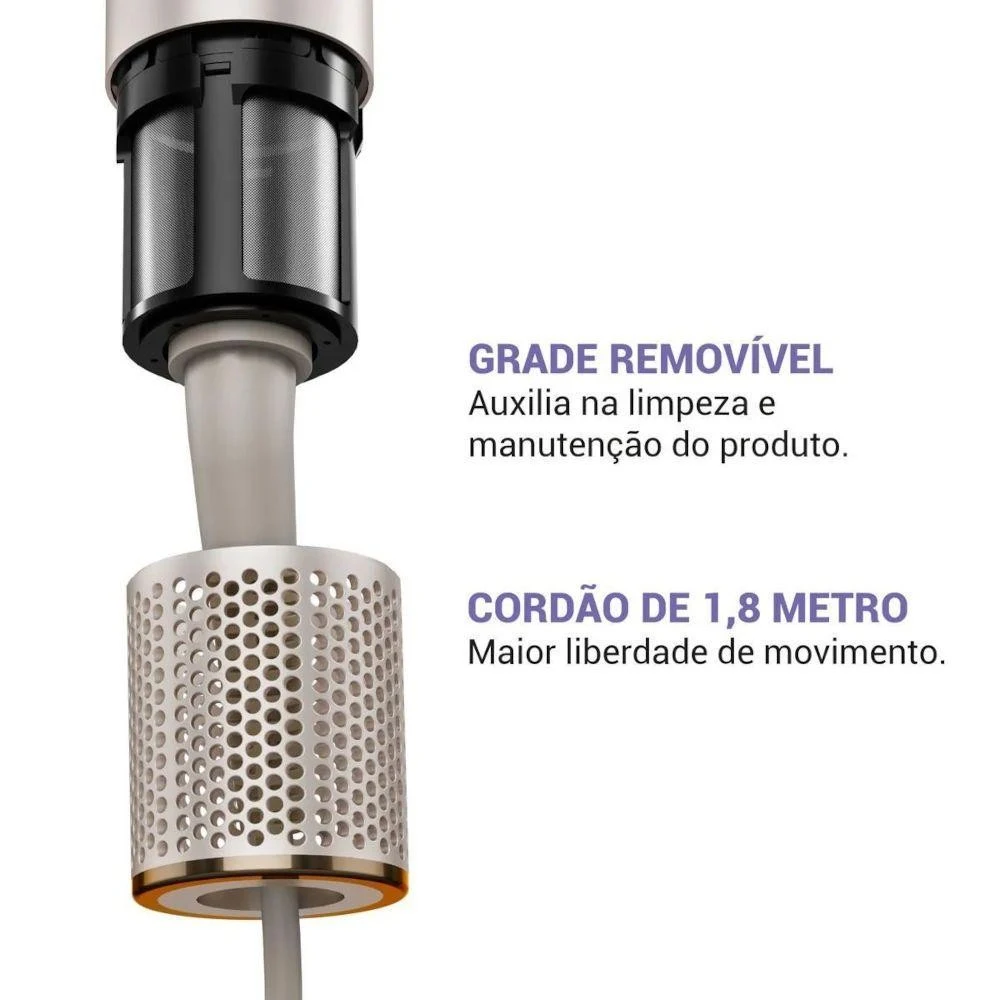 GRADE REMOVÍVEL
Auxilia na limpeza e
manutenção do produto.
CORDÃO DE 1,8 METRO
Maior liberdade de movimento.